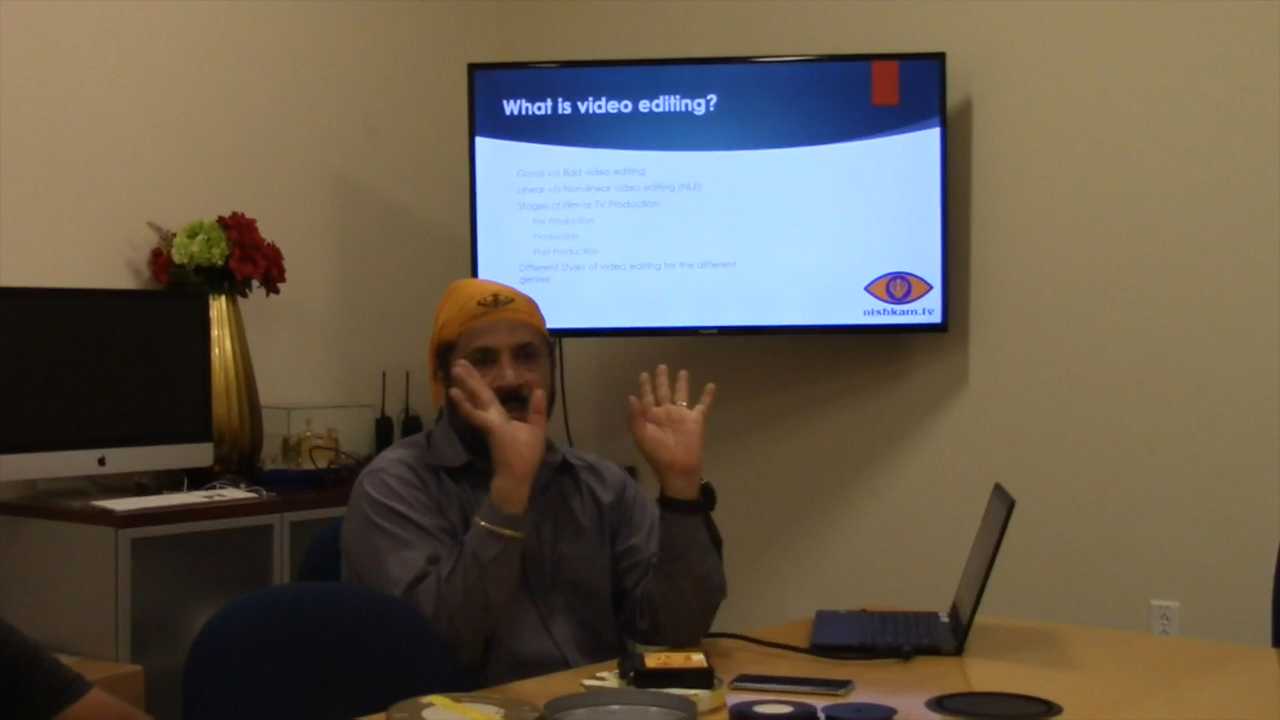 What is video editing?
Good v/s Bad video editing
Linear v/s Non-linear video editing (NLE)
Stages of Film or TV Production
Pre Production
Production
Post Production
Different Styles of video editing for the different
genres
nishkam.tv